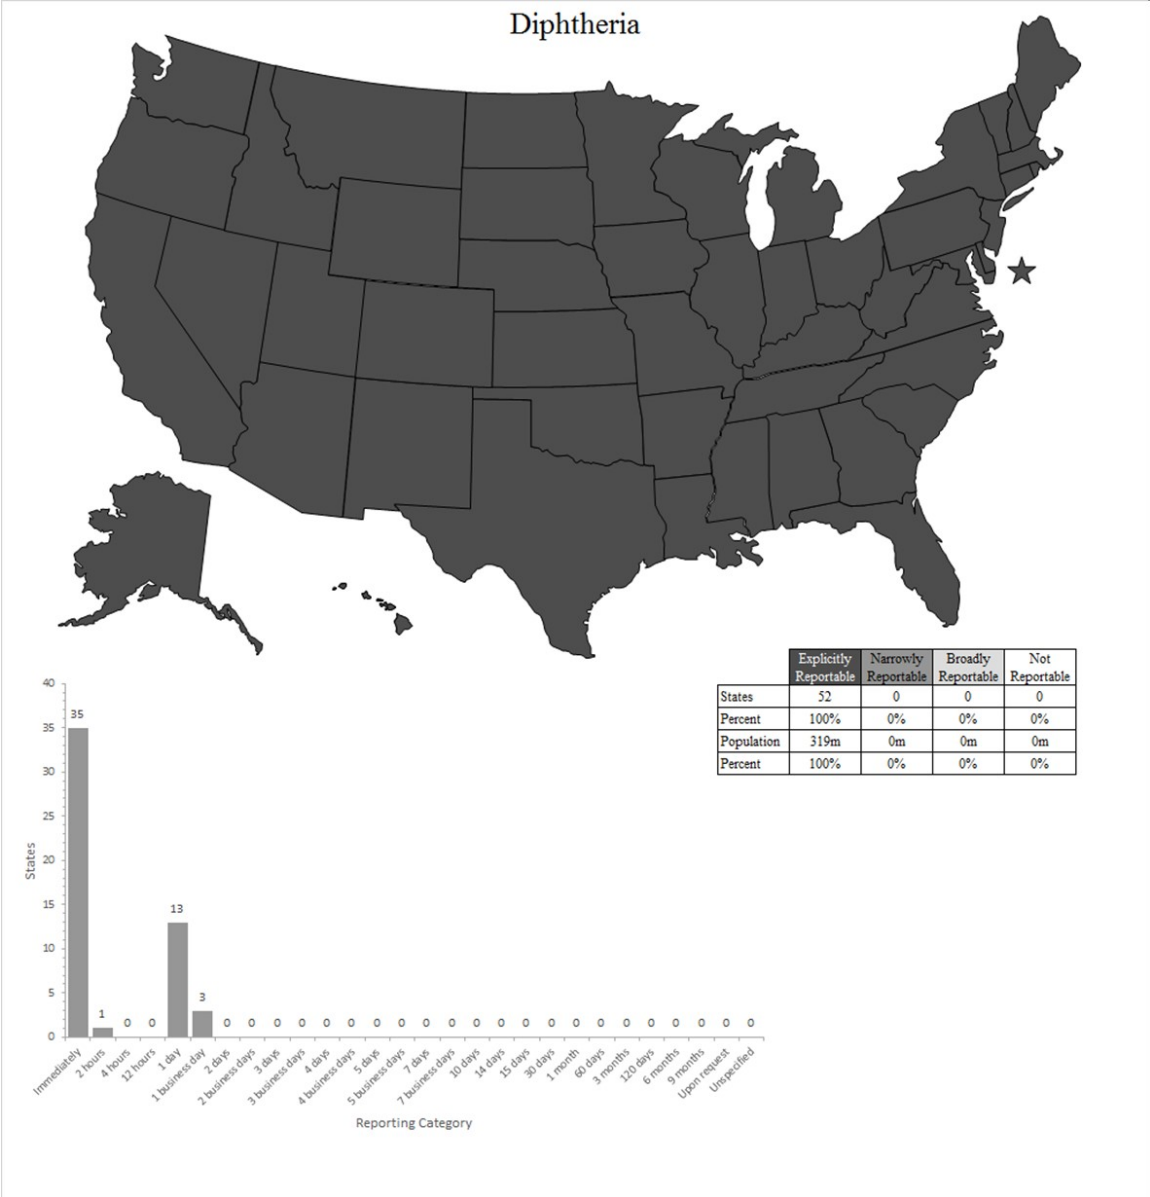 Diphtheria
Explicitly Reportable Narrowly Reportable Broadly Reportable Not Reportable
States 52 0 0 0
Percent 100% 0% 0% 0%
Population 319m 0m 0m 0m
Percent 100% 0% 0% 0%
40
35
30
25
20
15
10
5
0
States
35 1 0 0 13 3 0 0 0 0 0 0 0 0 0 0 0 0 0 0 0 0 0 0 0 0 0 0
Immediately
2 hours
4 hours
12 hours
1 day
1 business day
2 days
2 business days
3 days
3 business days
4 days
4 business days
5 days
5 business days
7 days
7 business days
10 days
14 days
15 days
30 days
1 month
60 days
3 months
120 days
6 months
9 months
Upon request
Unspecified
Reporting Category